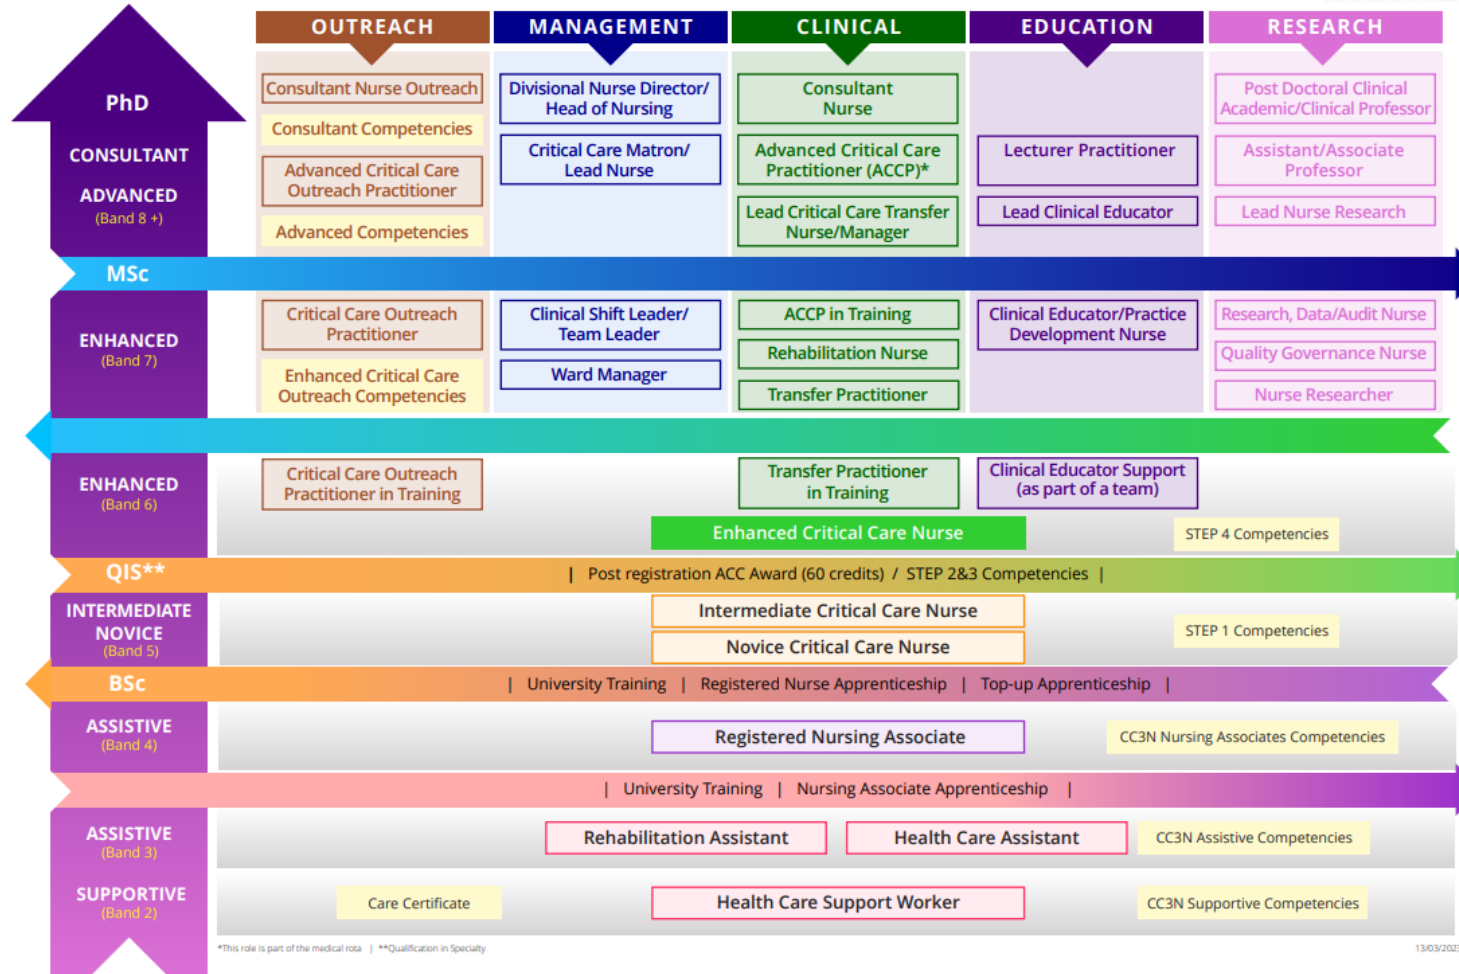 OUTREACH
MANAGEMENT
CLINICAL
EDUCATION
RESEARCH
PhD
CONSULTANT
ADVANCED
(Band 8 +)
Consultant Nurse Outreach
Consultant Competencies
Advanced Critical Care
Outreach Practitioner
Advanced Competencies
Divisional Nurse Director/
Head of Nursing
Critical Care Matron/
Lead Nurse
Consultant
Nurse
Advanced Critical Care
Practitioner (ACCP)*
Lead Critical Care Transfer
Nurse/Manager
Lecturer Practitioner
Lead Clinical Educator
Post Doctoral Clinical
Academic/Clinical Professor
Assistant/Associate
Professor
Lead Nurse Research
MSc
ENHANCED
(Band 7)
Critical Care Outreach
Practitioner
Enhanced Critical Care
Outreach Competencies
Clinical Shift Leader/
Team Leader
Ward Manager
ACCP in Training
Rehabilitation Nurse
Transfer Practitioner
Clinical Educator/Practice
Development Nurse
Research, Data/Audit Nurse
Quality Governance Nurse
Nurse Researcher
ENHANCED
(Band 6)
Critical Care Outreach
Practitioner in Training
Transfer Practitioner
in Training
Clinical Educator Support
(as part of a team)
Enhanced Critical Care Nurse
STEP 4 Competencies
QIS**
| Post registration ACC Award (60 credits) / STEP 2&3 Competencies |
INTERMEDIATE
NOVICE
(Band 5)
Intermediate Critical Care Nurse
Novice Critical Care Nurse
STEP 1 Competencies
BSc
| University Training | Registered Nurse Apprenticeship | Top-up Apprenticeship |
ASSISTIVE
(Band 4)
Registered Nursing Associate
CC3N Nursing Associates Competencies
| University Training | Nursing Associate Apprenticeship |
ASSISTIVE
(Band 3)
Rehabilitation Assistant
Health Care Assistant
CC3N Assistive Competencies
SUPPORTIVE
(Band 2)
Care Certificate
Health Care Support Worker
CC3N Supportive Competencies
*This role is part of the medical rota | **Qualification in Specialty
13/03/2023